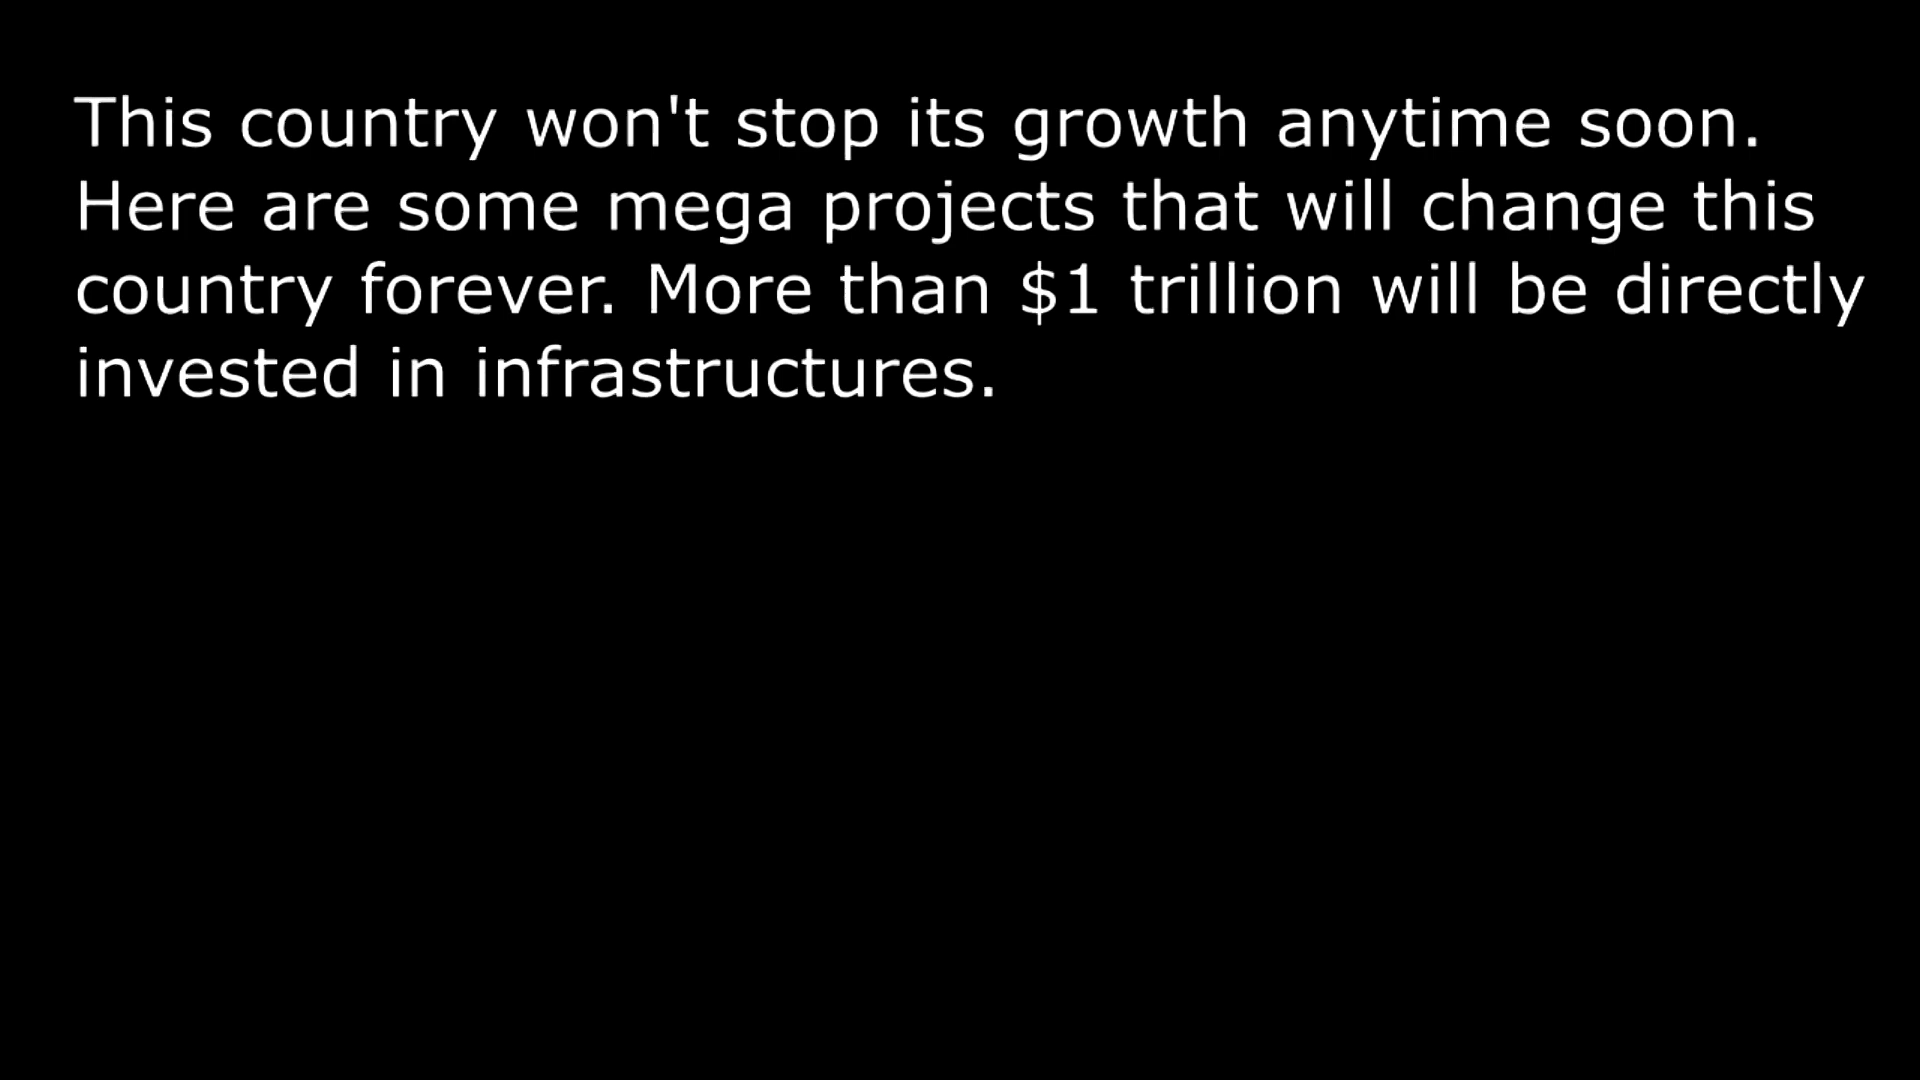 This country won't stop its growth anytime soon.
Here are some mega projects that will change this
country forever. More than $1 trillion will be directly
invested in infrastructures.